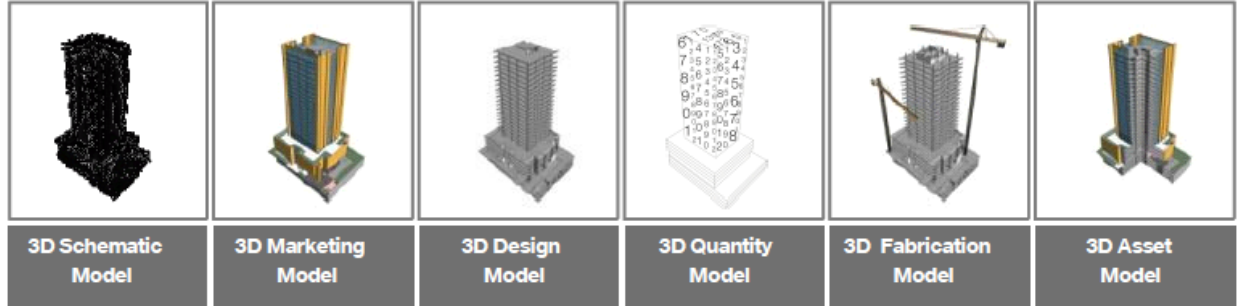 3D Schematic
Model
3D Marketing
Model
3D Design
Model
3D Quantity
Model
3D Fabrication
Model
3D Asset
Model